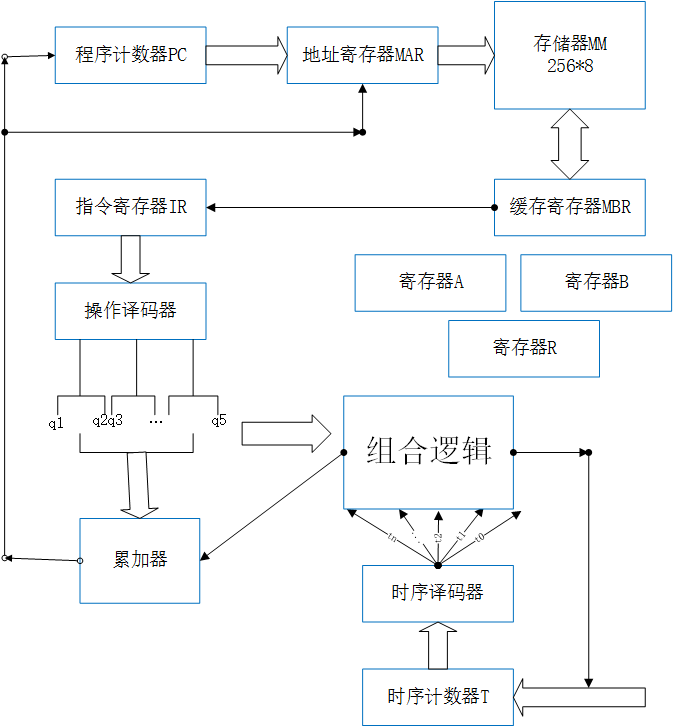 程序计数器PC
地址寄存器MAR
存储器MM
256*8
指令寄存器IR
缓存寄存器MBR
寄存器A
寄存器B
操作译码器
寄存器R
q1
q2
q3
...
q5
组合逻辑
tn
...
t2
t1
t0
累加器
时序译码器
时序计数器T